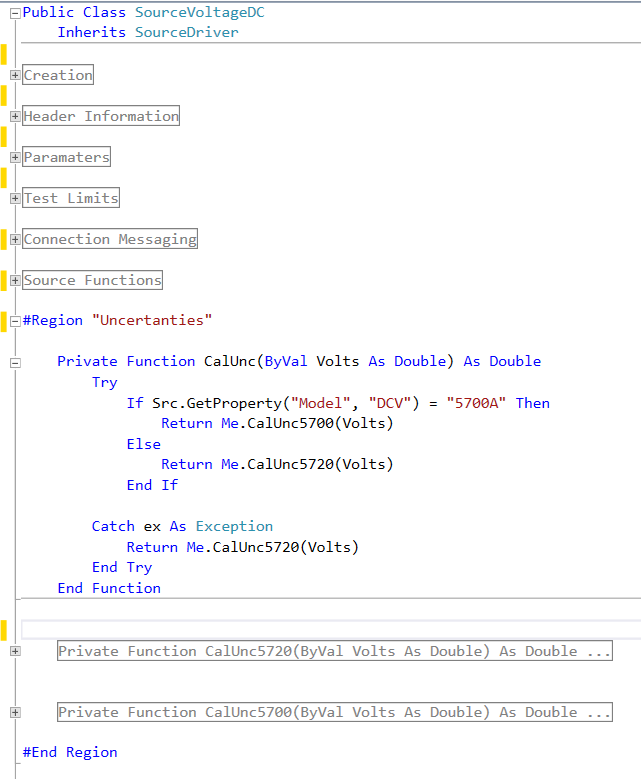 Public Class SourceVoltageDC
Inherits SourceDriver
Creation
Header Information
Paramaters
Test Limits
Connection Messaging
Source Functions
#Region "Uncertanties"
Private Function CalUnc(ByVal Volts As Double) As Double
Try
If Src.GetProperty("Model", "DCV") = "5700A" Then
Return Me.CalUnc5700(Volts)
Else
Return Me.CalUnc5720(Volts)
End If
Catch ex As Exception
Return Me.CalUnc5720(Volts)
End Try
End Function
Private Function CalUnc5720(ByVal Volts As Double) As Double ...
Private Function CalUnc5700(ByVal Volts As Double) As Double ...
#End Region